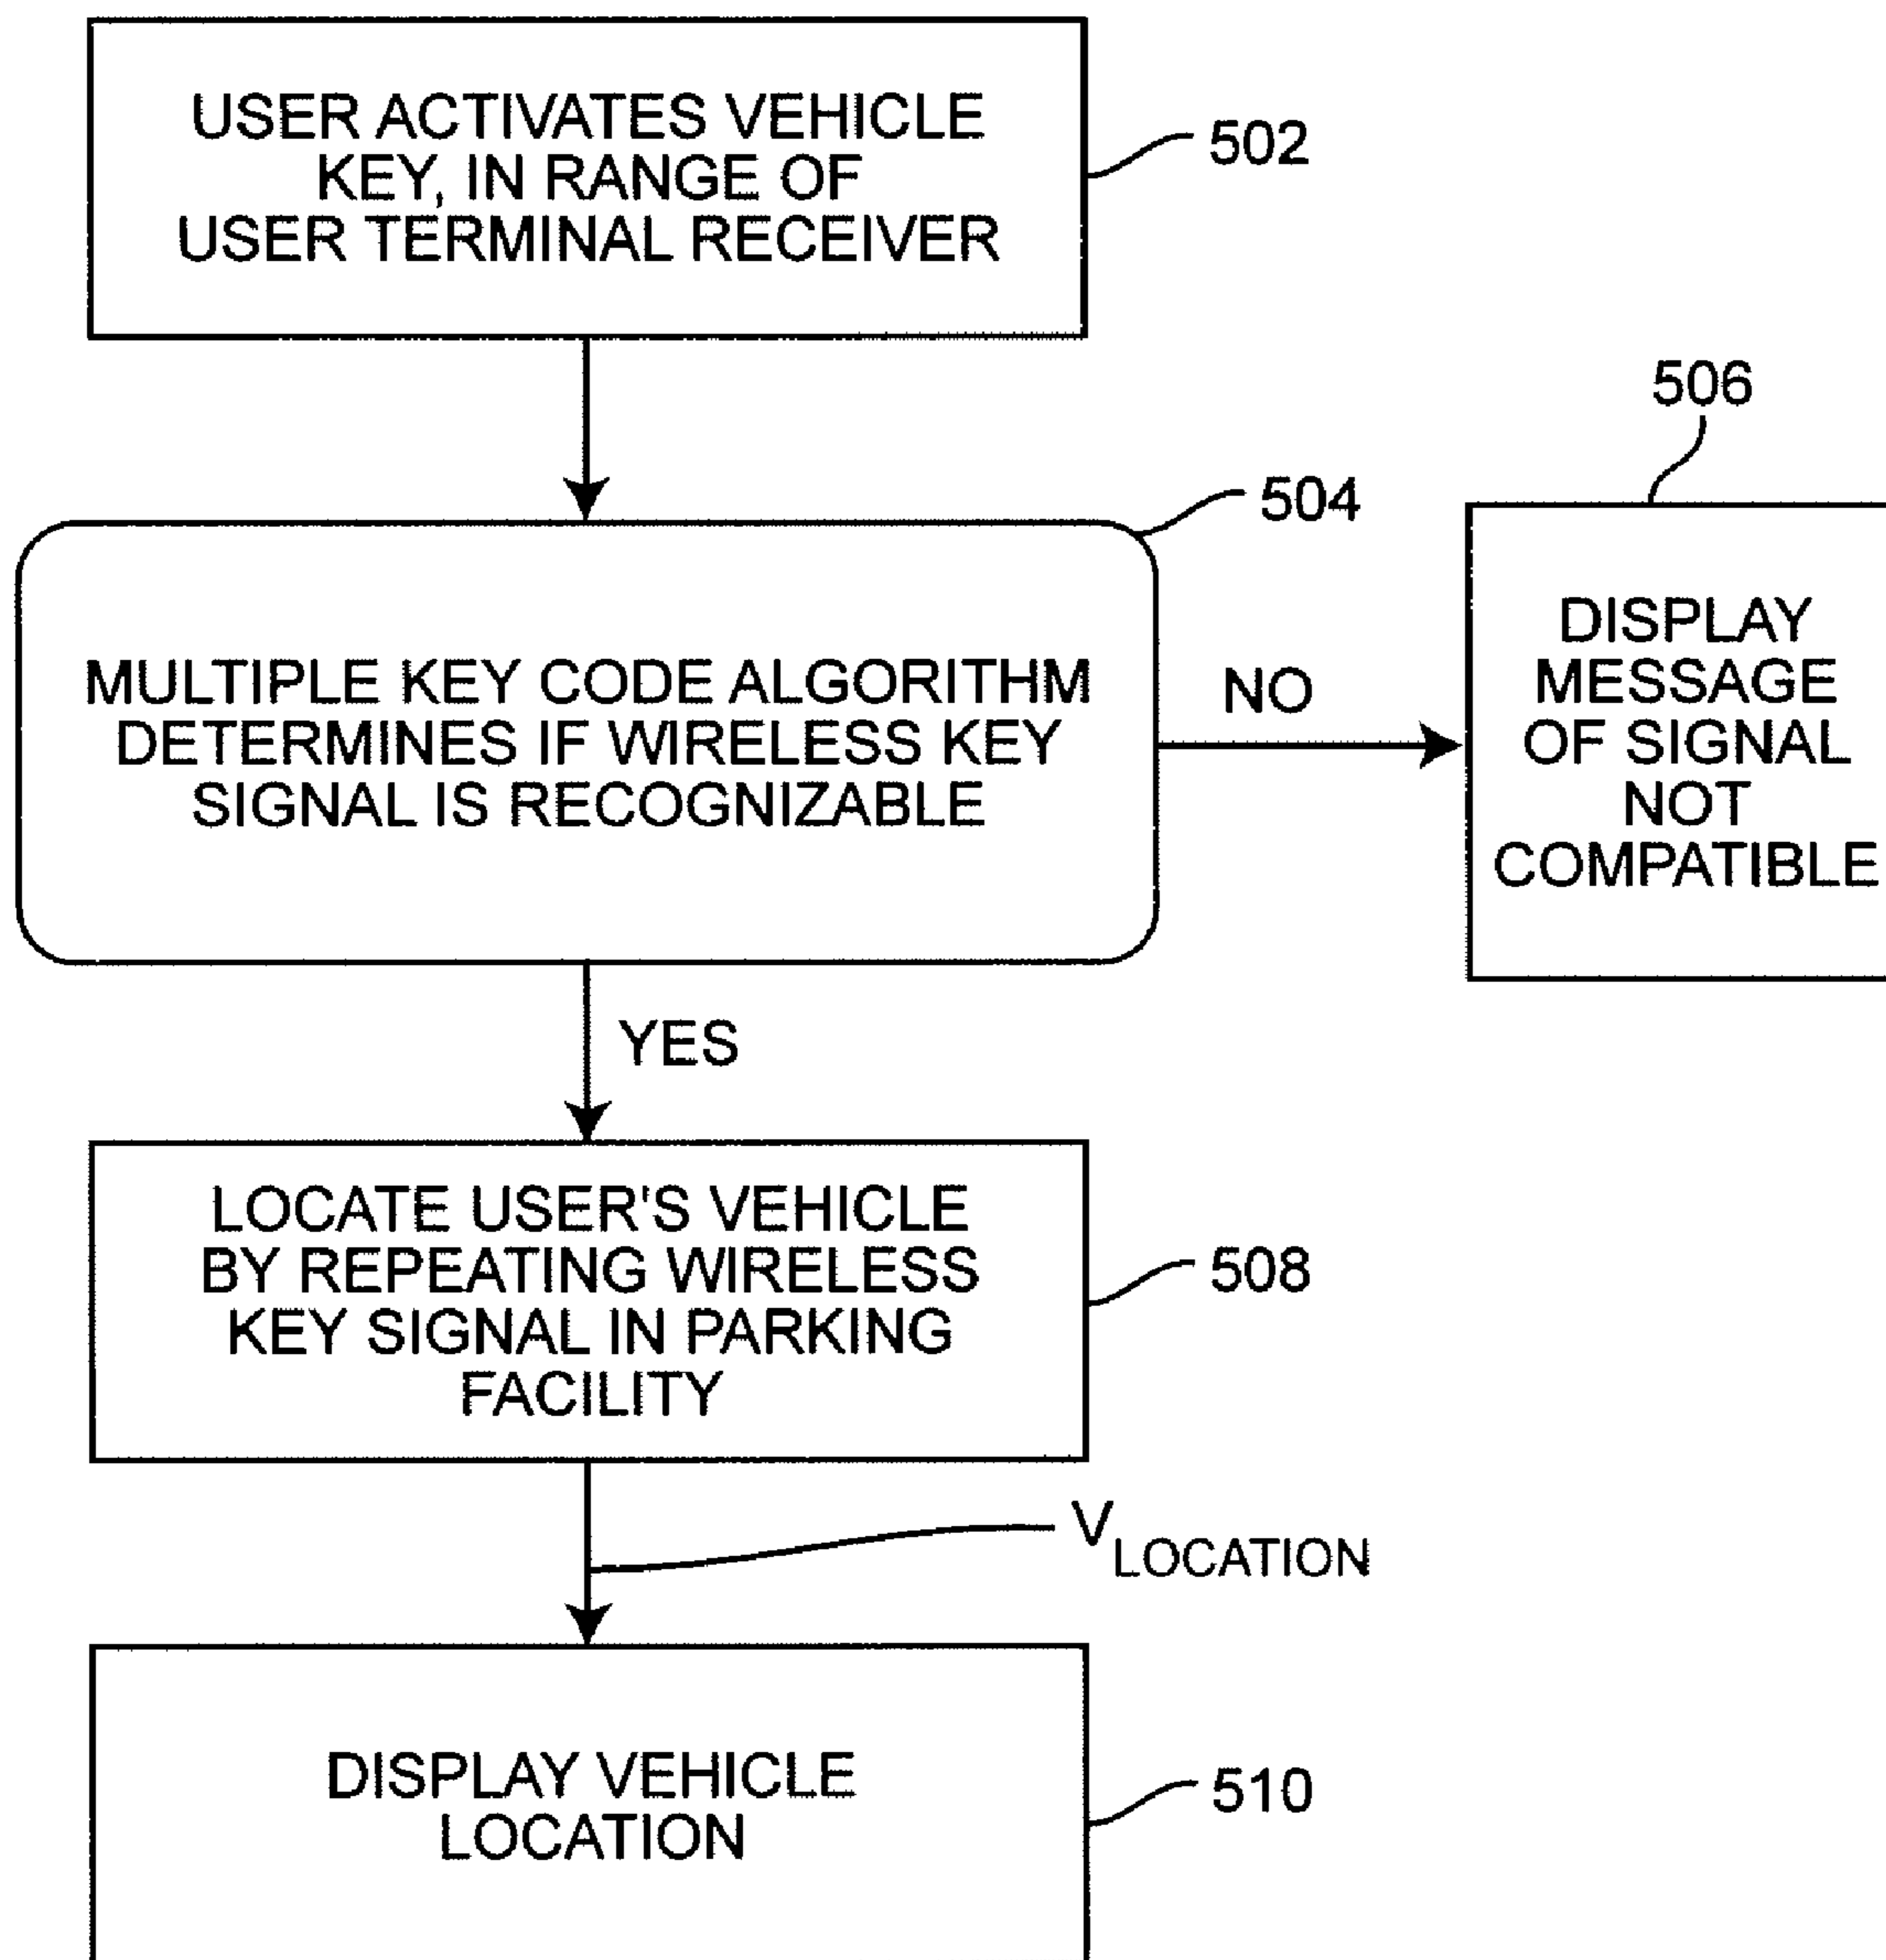 USER ACTIVATES VEHICLE
KEY, IN RANGE OF
USER TERMINAL RECEIVER
502
504
506
MULTIPLE KEY CODE ALGORITHM
DETERMINES IF WIRELESS KEY
SIGNAL IS RECOGNIZABLE
NO
DISPLAY
MESSAGE
OF SIGNAL
NOT
COMPATIBLE
YES
LOCATE USER'S VEHICLE
BY REPEATING WIRELESS
KEY SIGNAL IN PARKING
FACILITY
508
VLOCATION
DISPLAY VEHICLE
LOCATION
510